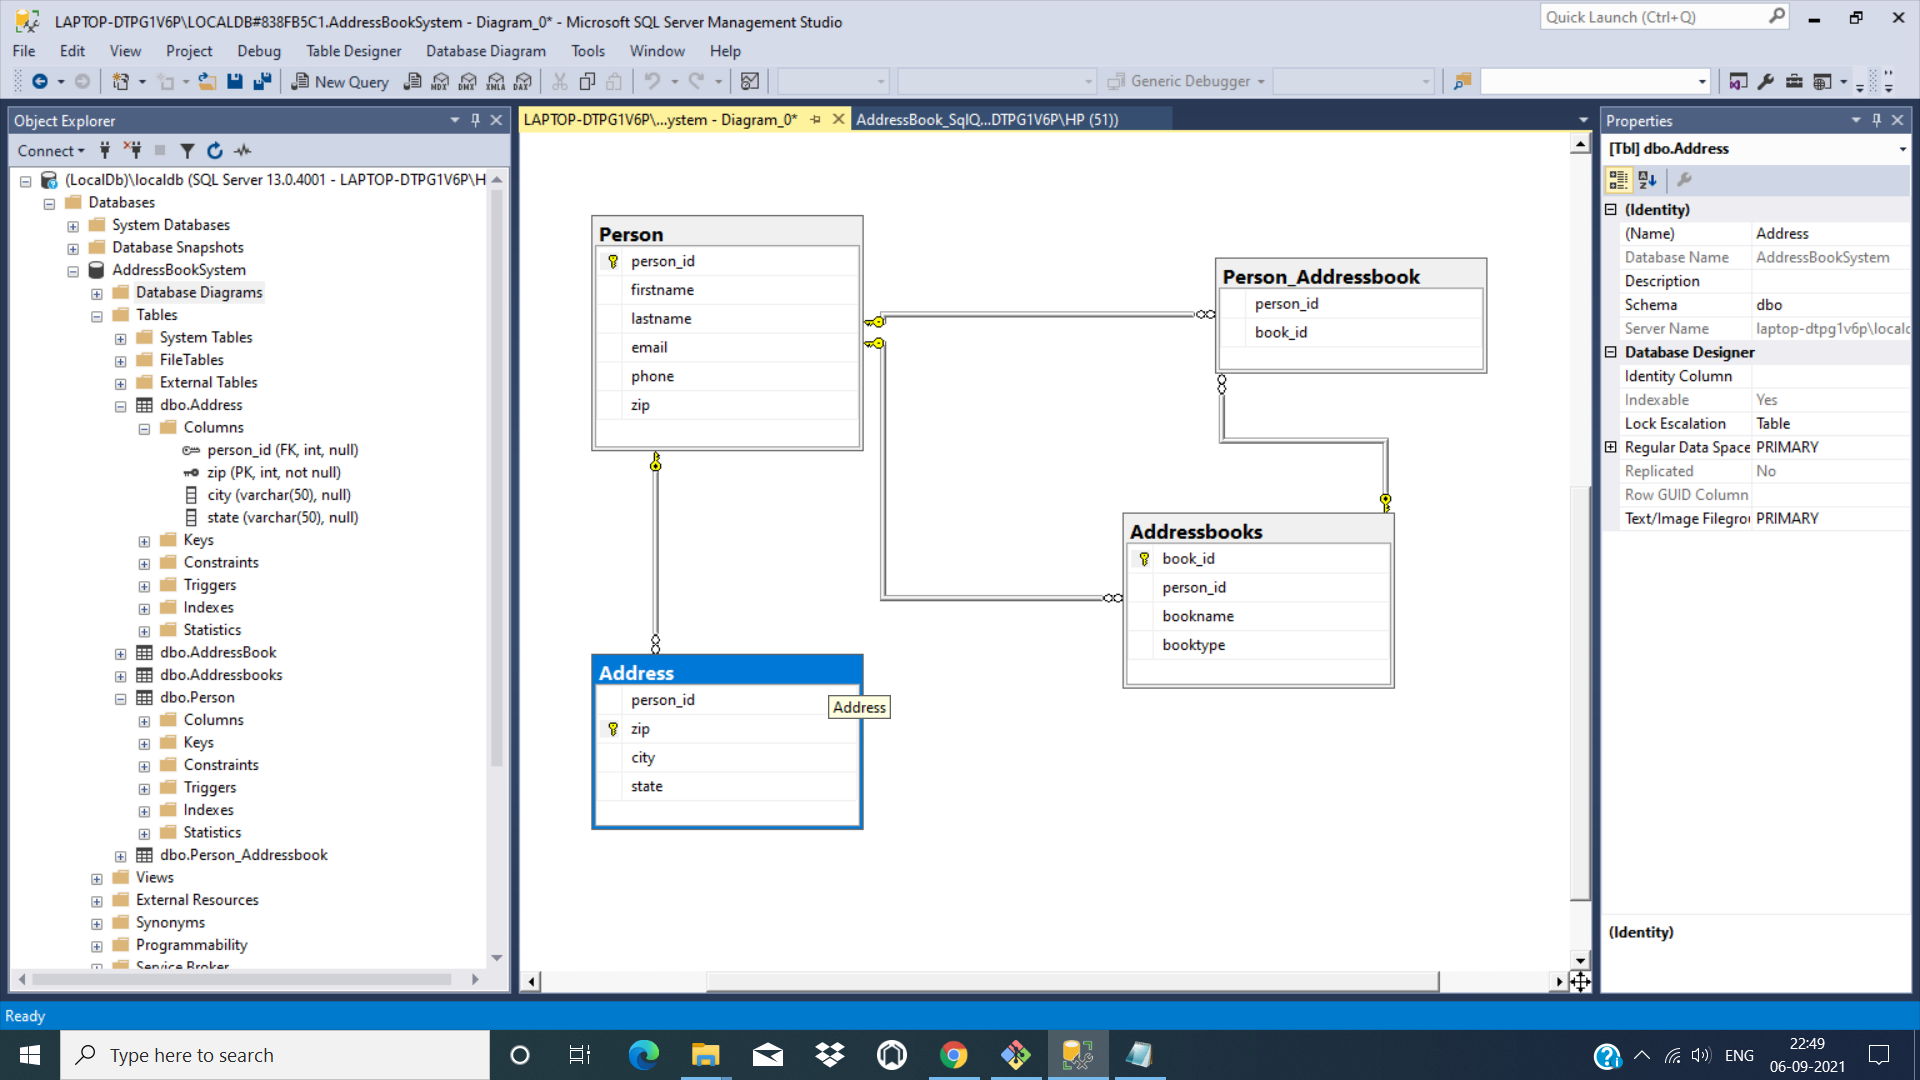 LAPTOP-DTPG1V6P\LOCALDB#838FB5C1.AddressBookSystem - Diagram_0* - Microsoft SQL Server Management Studio
Quick Launch (Ctrl+Q)
File Edit View Project Debug Table Designer Database Diagram Tools Window Help
New Query MDX DMX XMLA DAX Generic Debugger
Object Explorer
Connect
(LocalDb)\localdb (SQL Server 13.0.4001 - LAPTOP-DTPG1V6P\H
Databases
System Databases
Database Snapshots
AddressBookSystem
Database Diagrams
Tables
System Tables
FileTables
External Tables
dbo.Address
Columns
person_id (FK, int, null)
zip (PK, int, not null)
city (varchar(50), null)
state (varchar(50), null)
Keys
Constraints
Triggers
Indexes
Statistics
dbo.AddressBook
dbo.Addressbooks
dbo.Person
Columns
Keys
Constraints
Triggers
Indexes
Statistics
dbo.Person_Addressbook
Views
External Resources
Synonyms
Programmability
Service Broker
LAPTOP-DTPG1V6P\...ystem - Diagram_0*
AddressBook_SqlQ...DTPG1V6P\HP (51))
Person
person_id
firstname
lastname
email
phone
zip
Person_Addressbook
person_id
book_id
Addressbooks
book_id
person_id
bookname
booktype
Address
person_id
zip
city
state
Address
Properties
[Tbl] dbo.Address
(Identity)
(Name) Address
Database Name AddressBookSystem
Description
Schema dbo
Server Name laptop-dtpg1v6p\locald
Database Designer
Identity Column
Indexable Yes
Lock Escalation Table
Regular Data Space PRIMARY
Replicated No
Row GUID Column
Text/Image Filegrou PRIMARY
(Identity)
Ready
Type here to search
ENG
22:49
06-09-2021